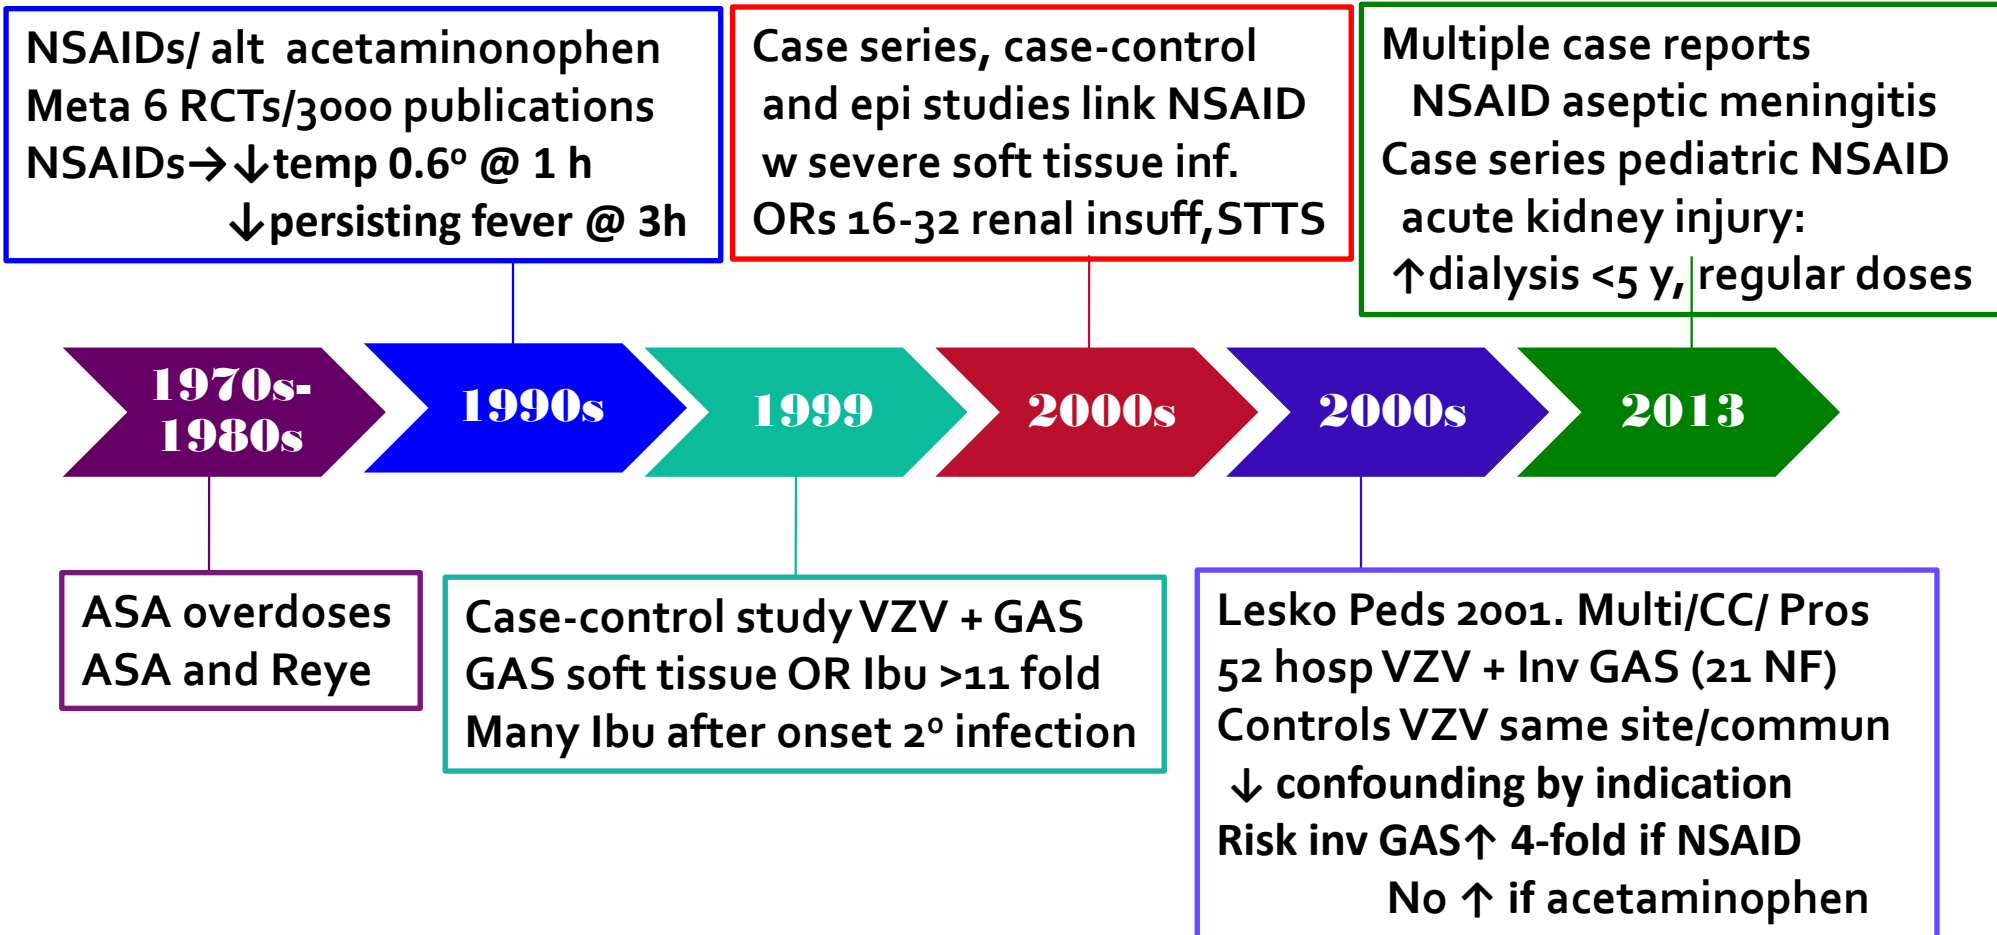 NSAIDs/ alt acetaminonophen
Meta 6 RCTs/3000 publications
NSAIDs→↓temp 0.6º @ 1 h
↓persisting fever @ 3h
Case series, case-control
and epi studies link NSAID
w severe soft tissue inf.
ORs 16-32 renal insuff,STTS
Multiple case reports
NSAID aseptic meningitis
Case series pediatric NSAID
acute kidney injury:
↑dialysis <5 y, regular doses
1970s-
1980s
1990s
1999
2000s
2000s
2013
ASA overdoses
ASA and Reye
Case-control study VZV + GAS
GAS soft tissue OR Ibu >11 fold
Many Ibu after onset 2º infection
Lesko Peds 2001. Multi/CC/ Pros
52 hosp VZV + Inv GAS (21 NF)
Controls VZV same site/commun
↓ confounding by indication
Risk inv GAS↑ 4-fold if NSAID
No ↑ if acetaminophen